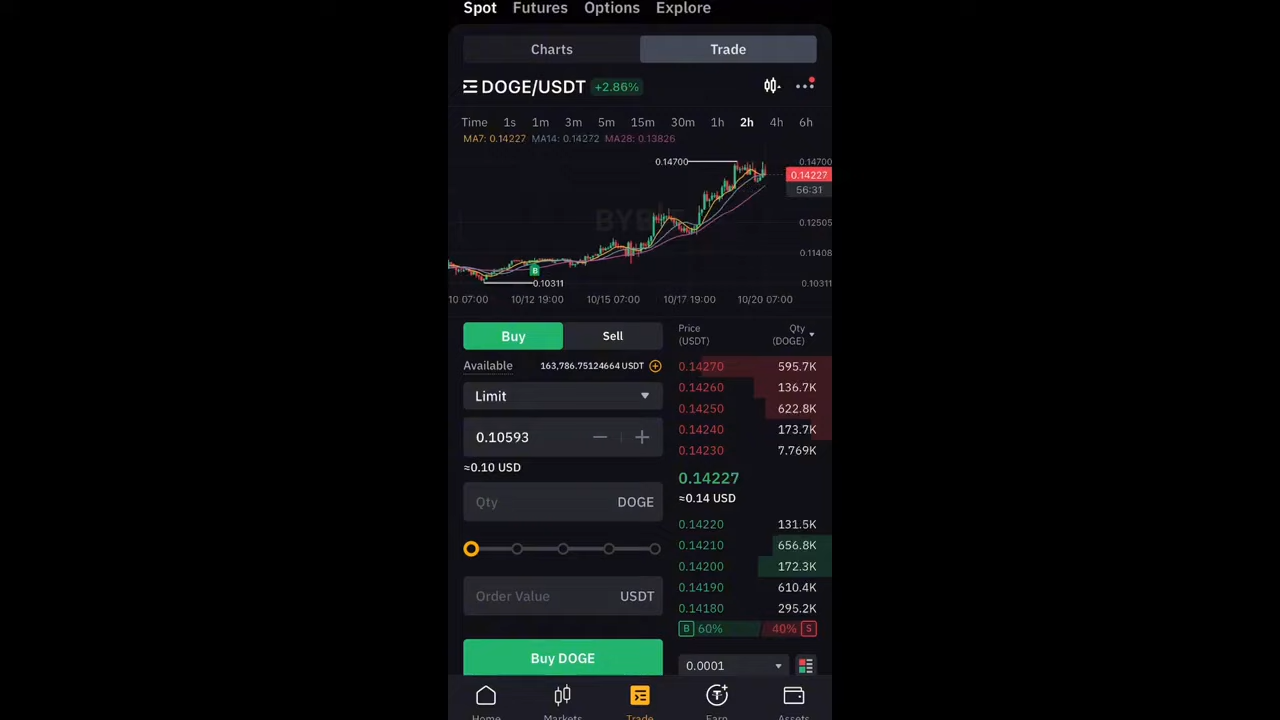 Spot Futures Options Explore
Charts Trade
DOGE/USDT +2.86%
Time 1s 1m 3m 5m 15m 30m 1h 2h 4h 6h
MA7: 0.14227 MA14: 0.14272 MA28: 0.13826
0.14700
0.14700
0.14227
56:31
0.12505
0.11408
0.10311
BYBIT
B
0.10311
10 07:00 10/12 19:00 10/15 07:00 10/17 19:00 10/20 07:00
Buy Sell
Available 163,786.75124664 USDT
Limit
0.10593
≈0.10 USD
Qty DOGE
Order Value USDT
Buy DOGE
Price Qty
(USDT) (DOGE)
0.14270 595.7K
0.14260 136.7K
0.14250 622.8K
0.14240 173.7K
0.14230 7.769K
0.14227
≈0.14 USD
0.14220 131.5K
0.14210 656.8K
0.14200 172.3K
0.14190 610.4K
0.14180 295.2K
B 60% 40% S
0.0001
Home Markets Trade Earn Assets